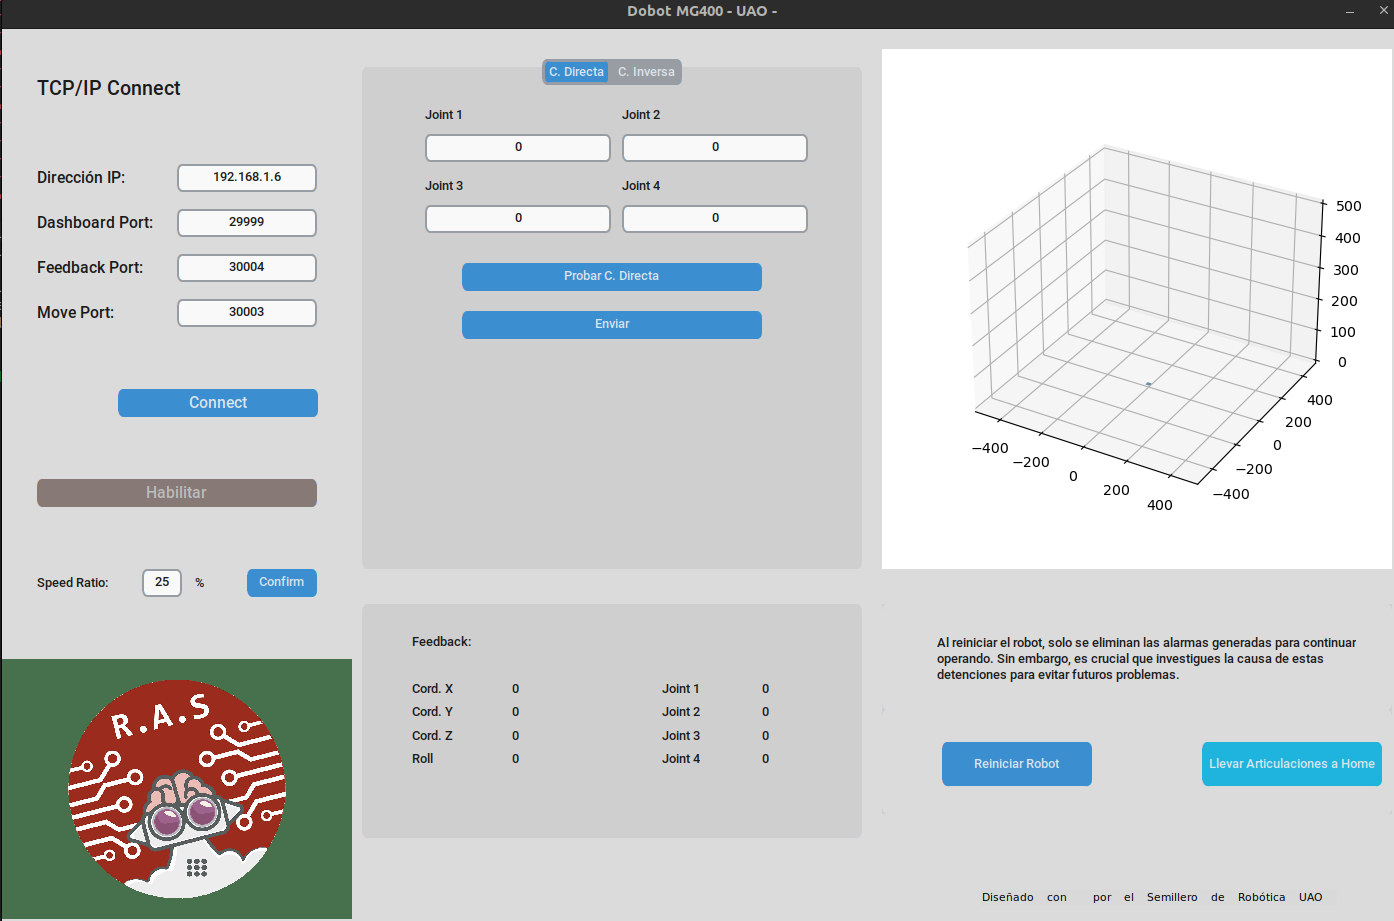 Dobot MG400 - UAO -
TCP/IP Connect
Dirección IP: 192.168.1.6
Dashboard Port: 29999
Feedback Port: 30004
Move Port: 30003
Connect
Habilitar
Speed Ratio: 25 % Confirm
R.A.S
C. Directa C. Inversa
Joint 1 Joint 2
0 0
Joint 3 Joint 4
0 0
Probar C. Directa
Enviar
Feedback:
Cord. X 0 Joint 1 0
Cord. Y 0 Joint 2 0
Cord. Z 0 Joint 3 0
Roll 0 Joint 4 0
500
400
300
200
100
0
400
200
0
−200
−400
−400
−200
0
200
400
Al reiniciar el robot, solo se eliminan las alarmas generadas para continuar
operando. Sin embargo, es crucial que investigues la causa de estas
detenciones para evitar futuros problemas.
Reiniciar Robot
Llevar Articulaciones a Home
Diseñado con por el Semillero de Robótica UAO